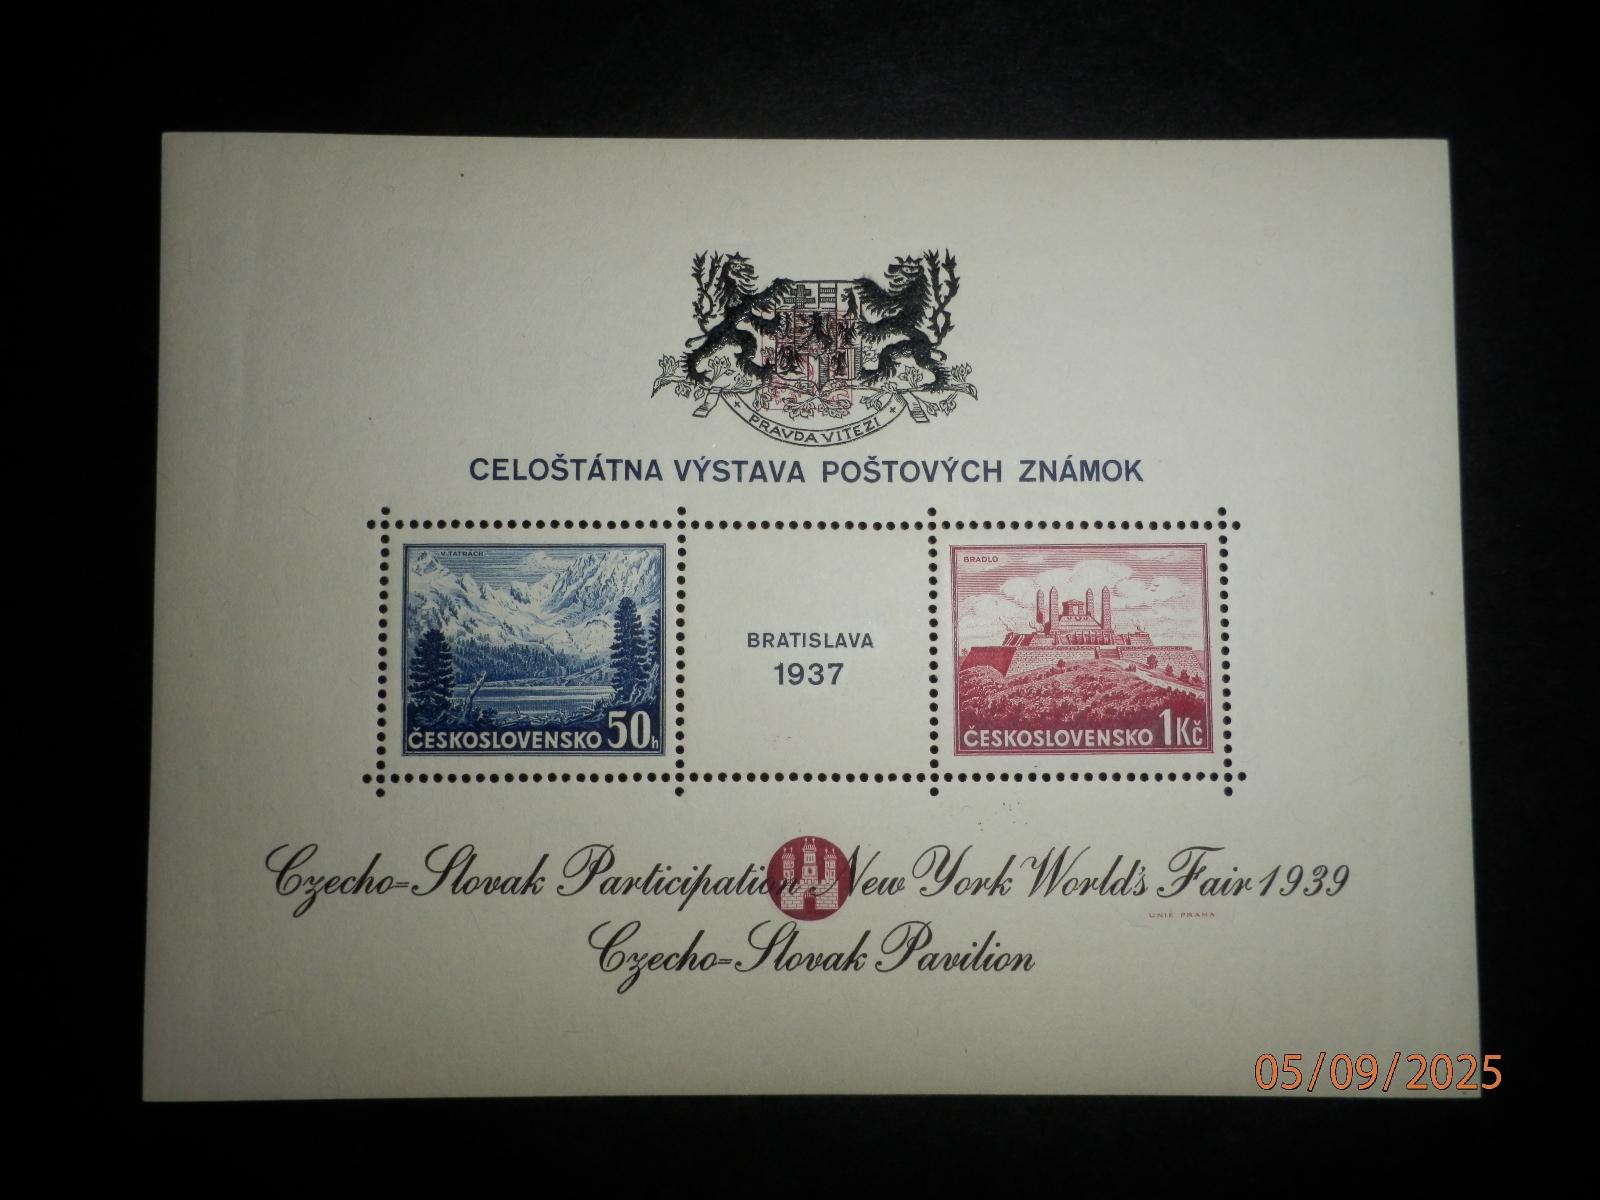 PRAVDA VITEZI
CELOŠTÁTNA VÝSTAVA POŠTOVÝCH ZNÁMOK
V TATRÁCH
ČESKOSLOVENSKO 50h
BRATISLAVA
1937
BRADLO
ČESKOSLOVENSKO 1Kč
Czecho=Slovak Participation New York World's Fair 1939
UNIE PRAHA
Czecho=Slovak Pavilion
05/09/2025